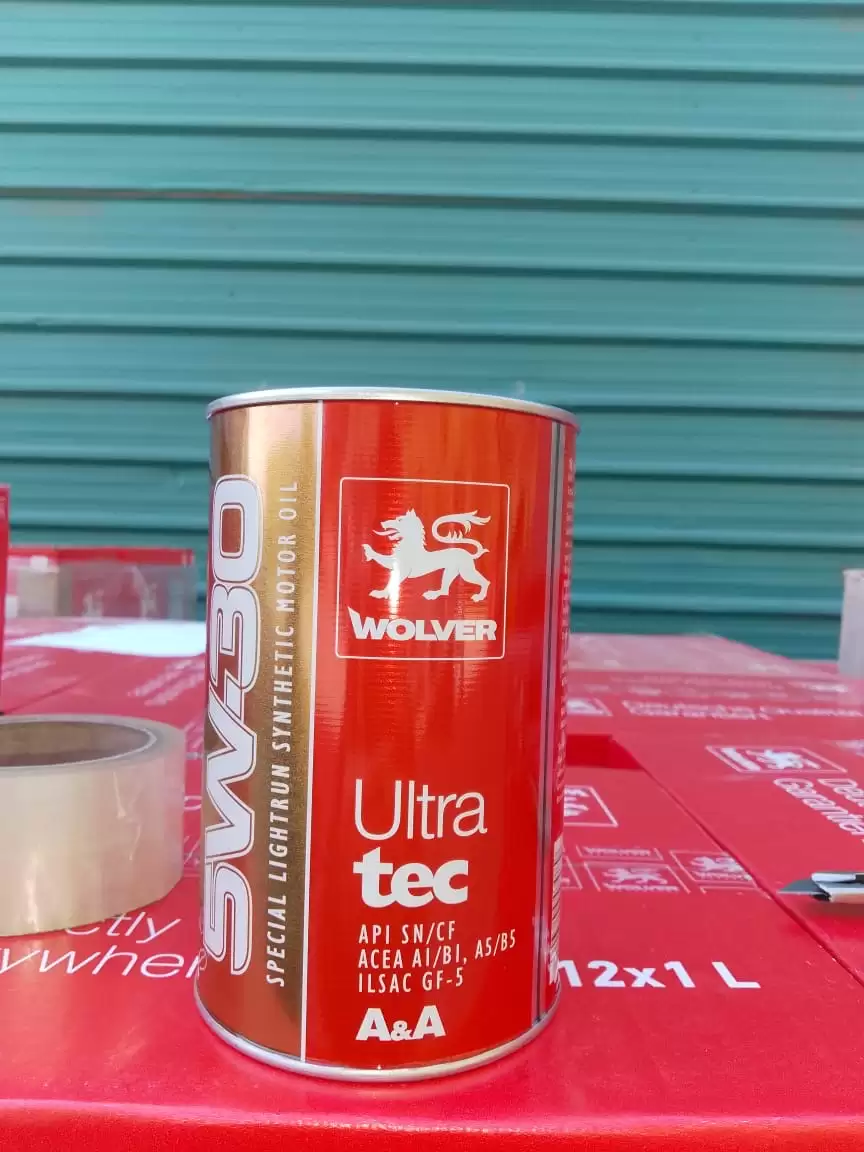 5W-30
SPECIAL LIGHTRUN SYNTHETIC MOTOR OIL
WOLVER
Ultra
tec
API SN/CF
ACEA A1/B1, A5/B5
ILSAC GF-5
A&A
12x1 L
WOLVER